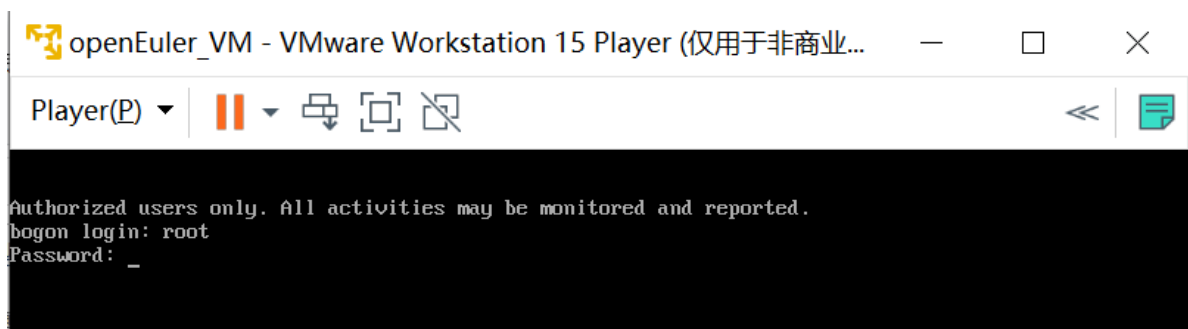 openEuler_VM - VMware Workstation 15 Player (仅用于非商业...
Player(P)
Authorized users only. All activities may be monitored and reported.
bogon login: root
Password: _